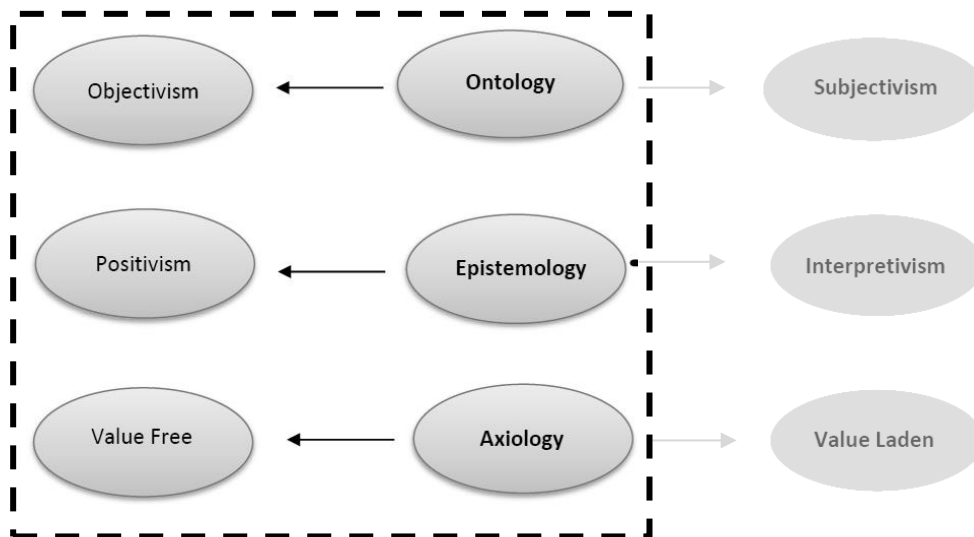 Objectivism
Ontology
Subjectivism
Positivism
Epistemology
Interpretivism
Value Free
Axiology
Value Laden